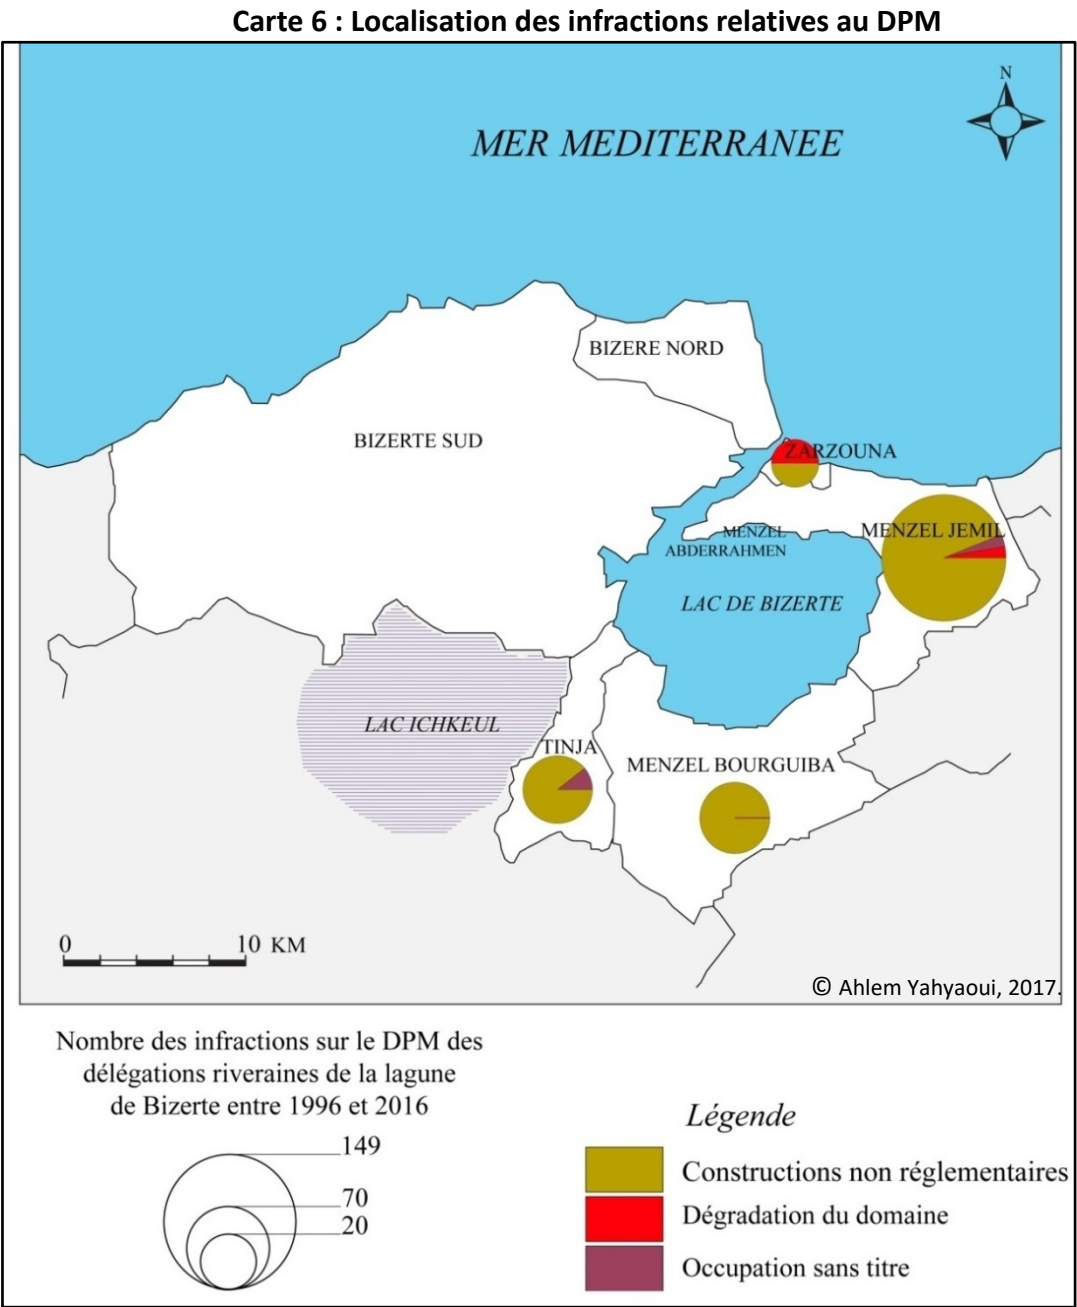 Carte 6 : Localisation des infractions relatives au DPM
N
MER MEDITERRANEE
BIZERE NORD
BIZERTE SUD
ZARZOUNA
MENZEL JEMIL
MENZEL
ABDERRAHMEN
LAC DE BIZERTE
LAC ICHKEUL
TINJA
MENZEL BOURGUIBA
0 10 KM
© Ahlem Yahyaoui, 2017.
Nombre des infractions sur le DPM des
délégations riveraines de la lagune
de Bizerte entre 1996 et 2016
149
70
20
Légende
Constructions non réglementaires
Dégradation du domaine
Occupation sans titre